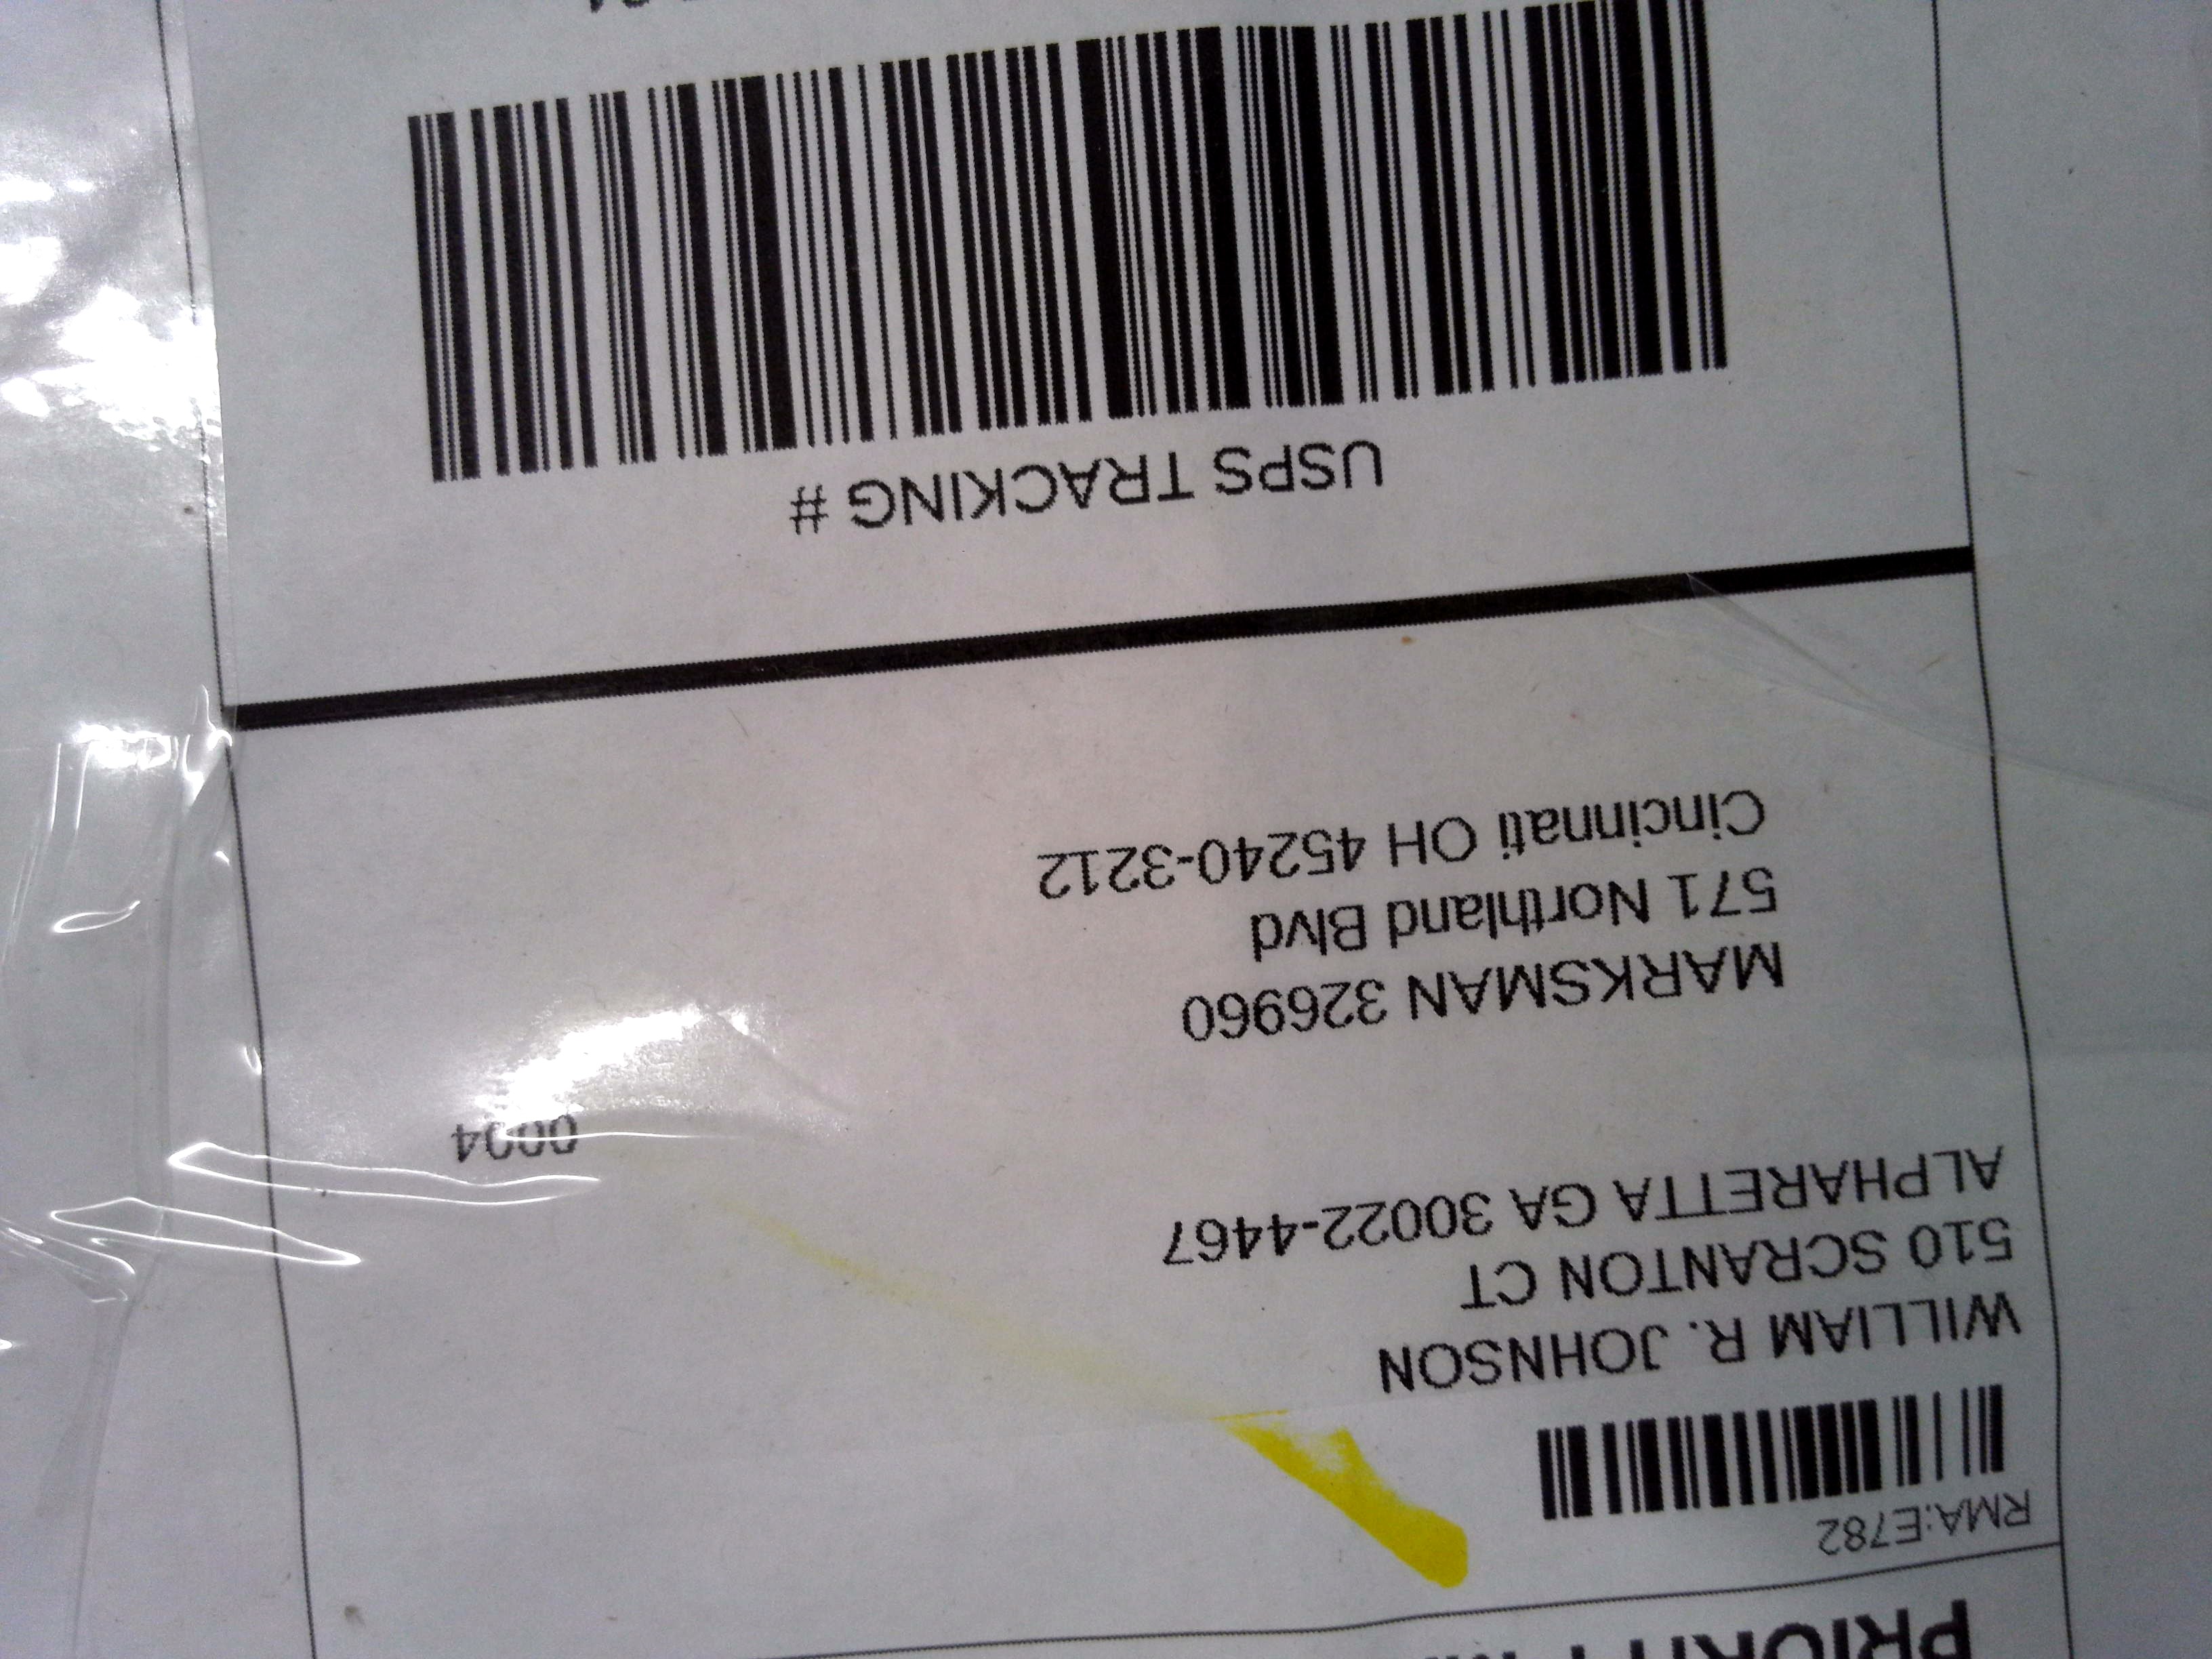 RMA:E782
WILLIAM R. JOHNSON
510 SCRANTON CT
ALPHARETTA GA 30022-4467
0004
MARKSMAN 326960
571 Northland Blvd
Cincinnati OH 45240-3212
USPS TRACKING #